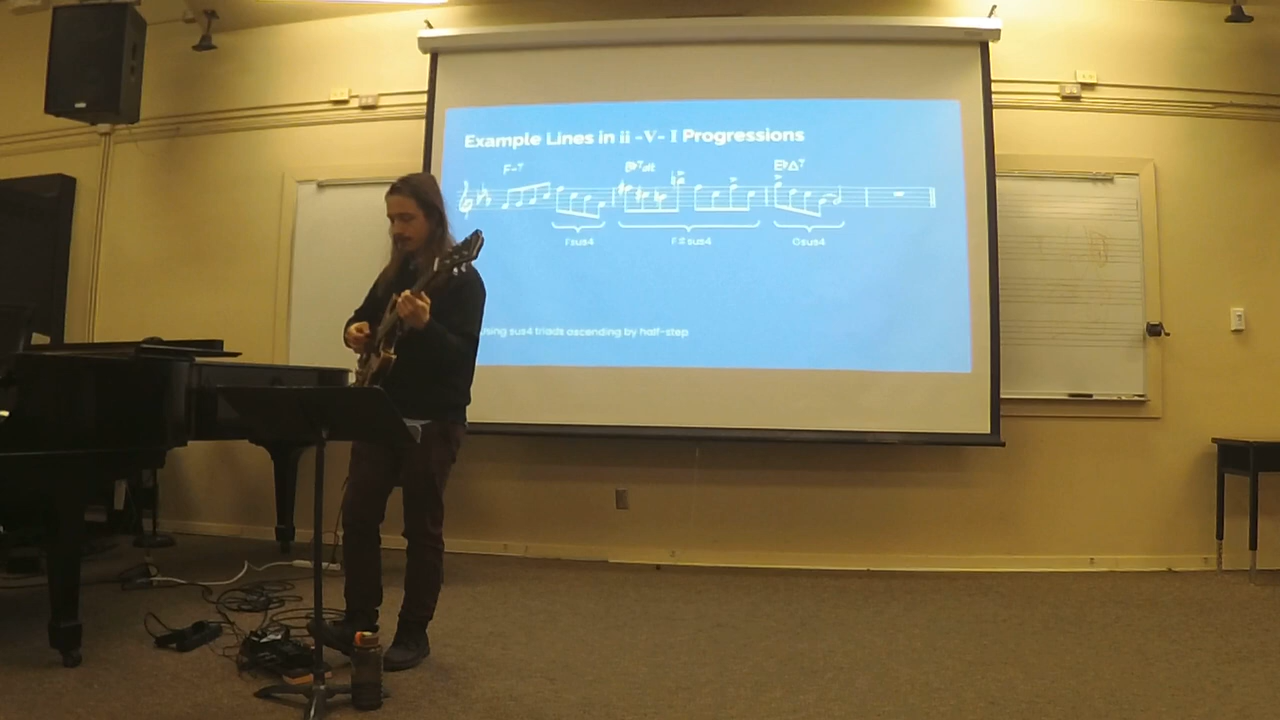 Example Lines in ii -V- I Progressions
F-7 B♭7alt E♭Δ7
Fsus4 F# sus4 Gsus4
using sus4 triads ascending by half-step